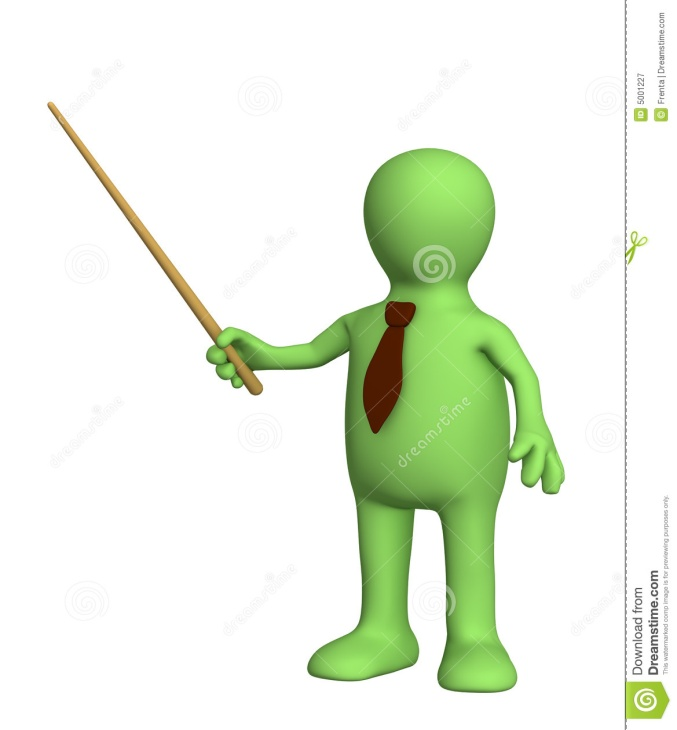 dreamstime
ID 5001227
© Frenta | Dreamstime.com
Download from
Dreamstime.com
This watermarked comp image is for previewing purposes only.